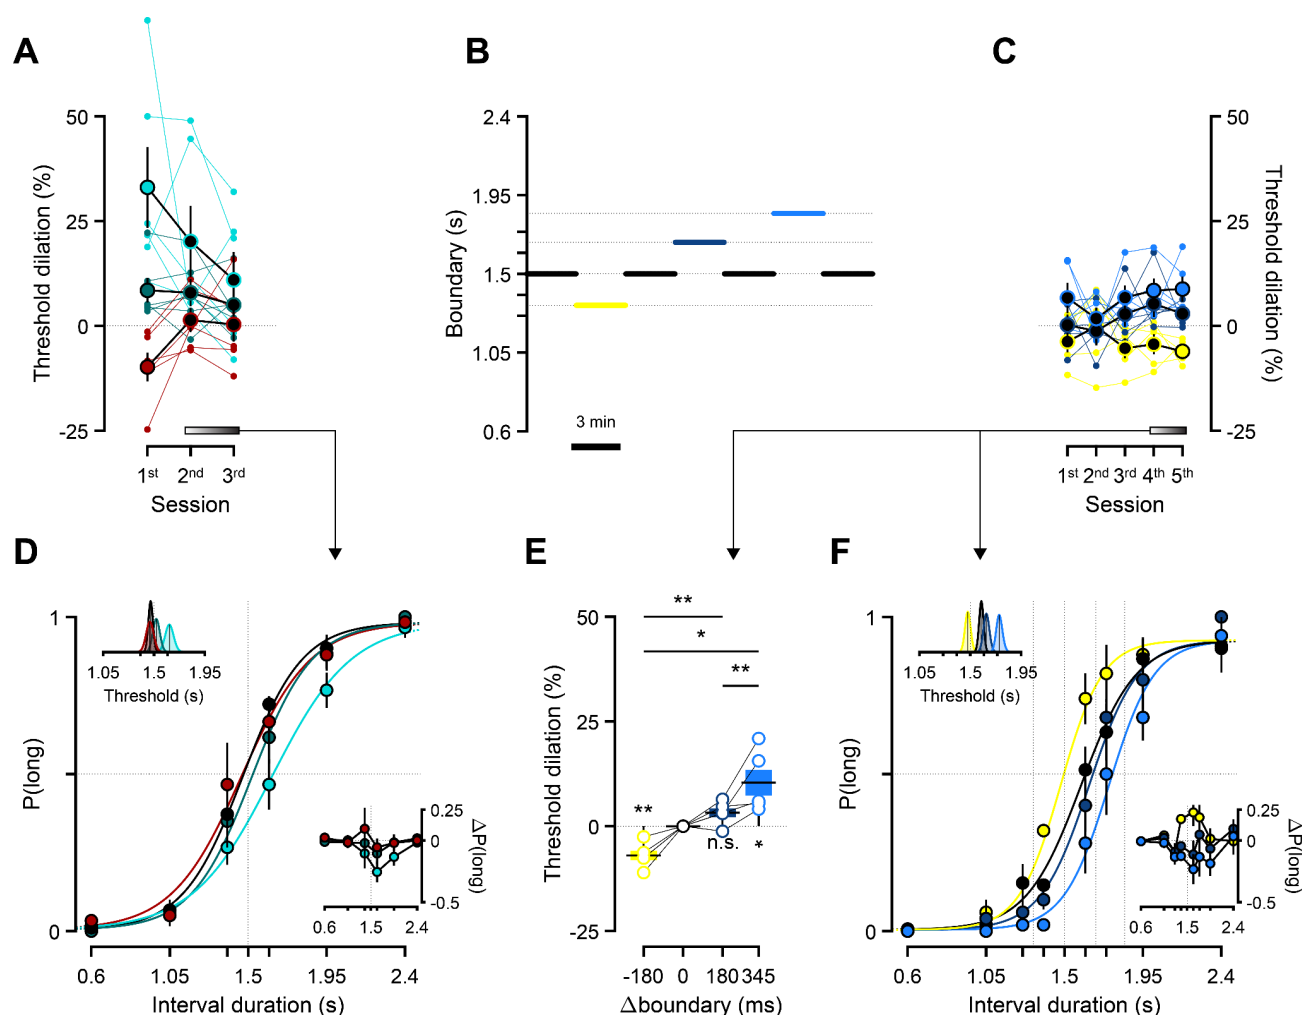 A
50
25
0
-25
Threshold dilation (%)
1st 2nd 3rd
Session
B
2.4
1.95
1.5
1.05
0.6
Boundary (s)
3 min
C
50
25
0
-25
Threshold dilation (%)
1st 2nd 3rd 4th 5th
Session
D
1
0
P(long)
1.05 1.5 1.95
Threshold (s)
0.25
0
-0.5
ΔP(long)
0.6 1.5 2.4
0.6 1.05 1.5 1.95 2.4
Interval duration (s)
E
50
25
0
-25
Threshold dilation (%)
**
*
**
**
n.s.
*
-180 0 180 345
Δboundary (ms)
F
1
0
P(long)
1.05 1.5 1.95
Threshold (s)
0.25
0
-0.5
ΔP(long)
0.6 1.5 2.4
0.6 1.05 1.5 1.95 2.4
Interval duration (s)